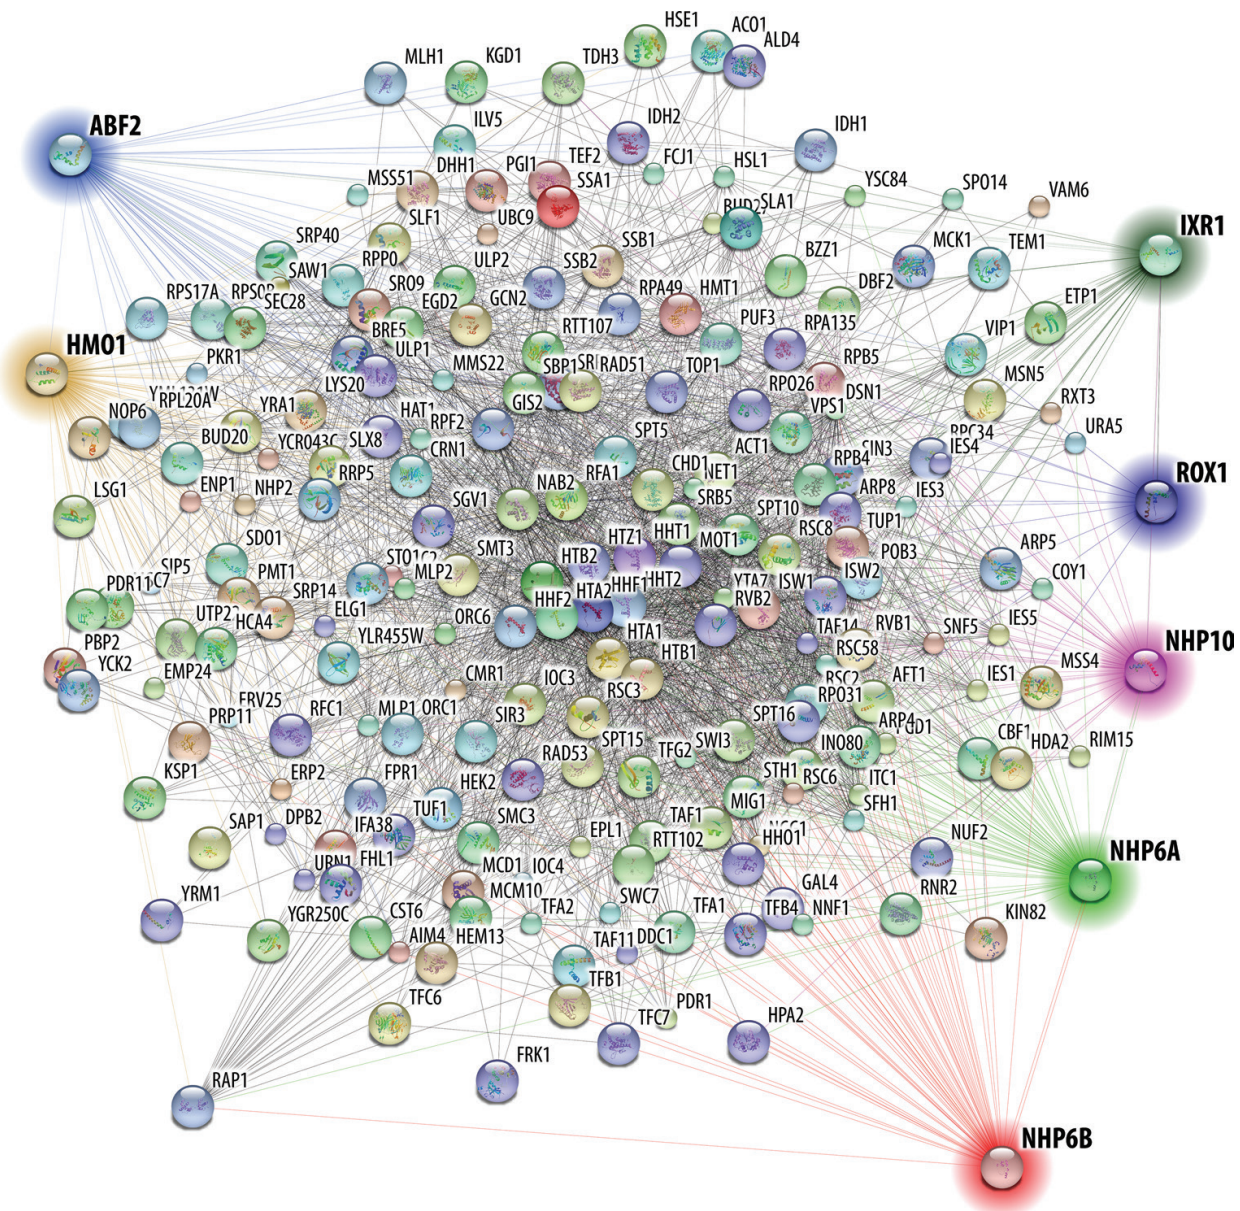 HSE1
ACO1
ALD4
MLH1
KGD1
TDH3
ABF2
ILV5
IDH2
IDH1
FCJ1
HSL1
DHH1
PGI1
TEF2
SSA1
MSS51
YSC84
SPO14
VAM6
UBC9
SLF1
SLA1
IXR1
SRP40
RPP0
ULP2
SSB1
BZZ1
MCK1
TEM1
SAW1
SSB2
SRO9
EGD2
GCN2
RPA49
HMT1
DBF2
ETP1
RPS17A
SEC28
RPA135
HMO1
BRE5
ULP1
RTT107
PUF3
VIP1
PKR1
MMS22
SBP1
RAD51
TOP1
RPB5
LYS20
GIS2
RPO26
DSN1
MSN5
RPL20A
NOP6
YRA1
HAT1
RPF2
VPS1
RXT3
BUD20
YCR043C
SLX8
CRN1
SPT5
ACT1
SIN3
RPC34
IES4
URA5
RRP5
RFA1
CHD1
NET1
RPB4
ROX1
LSG1
ENP1
NHP2
SGV1
NAB2
SRB5
SPT10
ARP8
IES3
HHT1
MOT1
RSC8
TUP1
SDO1
HTZ1
POB3
ARP5
SMT3
HTB2
SIP5
PMT1
MLP2
HHT2
YTA7
ISW1
ISW2
COY1
PDR11
SRP14
HHF1
UTP22
ELG1
HHF2
HTA2
RVB2
ORC6
TAF14
RVB1
SNF5
IES5
HCA4
HTA1
PBP2
YLR455W
HTB1
RSC58
NHP10
YCK2
EMP24
CMR1
IOC3
RSC3
RSC2
AFT1
IES1
MSS4
RPO31
PRP11
RFC1
MLP1
ORC1
SIR3
SPT16
ARP4
SPT15
SWI3
INO80
CBF1
HDA2
RIM15
KSP1
RAD53
TFG2
ERP2
FPR1
HEK2
STH1
RSC6
ITC1
TUF1
MIG1
SFH1
SAP1
DPB2
IFA38
SMC3
TAF1
EPL1
RTT102
HHO1
NUF2
NHP6A
FHL1
MCD1
IOC4
URN1
MCM10
SWC7
GAL4
RNR2
YRM1
YGR250C
CST6
TFA2
TFA1
TFB4
NNF1
KIN82
AIM4
HEM13
TAF11
DDC1
TFB1
TFC6
PDR1
TFC7
HPA2
RAP1
FRK1
NHP6B